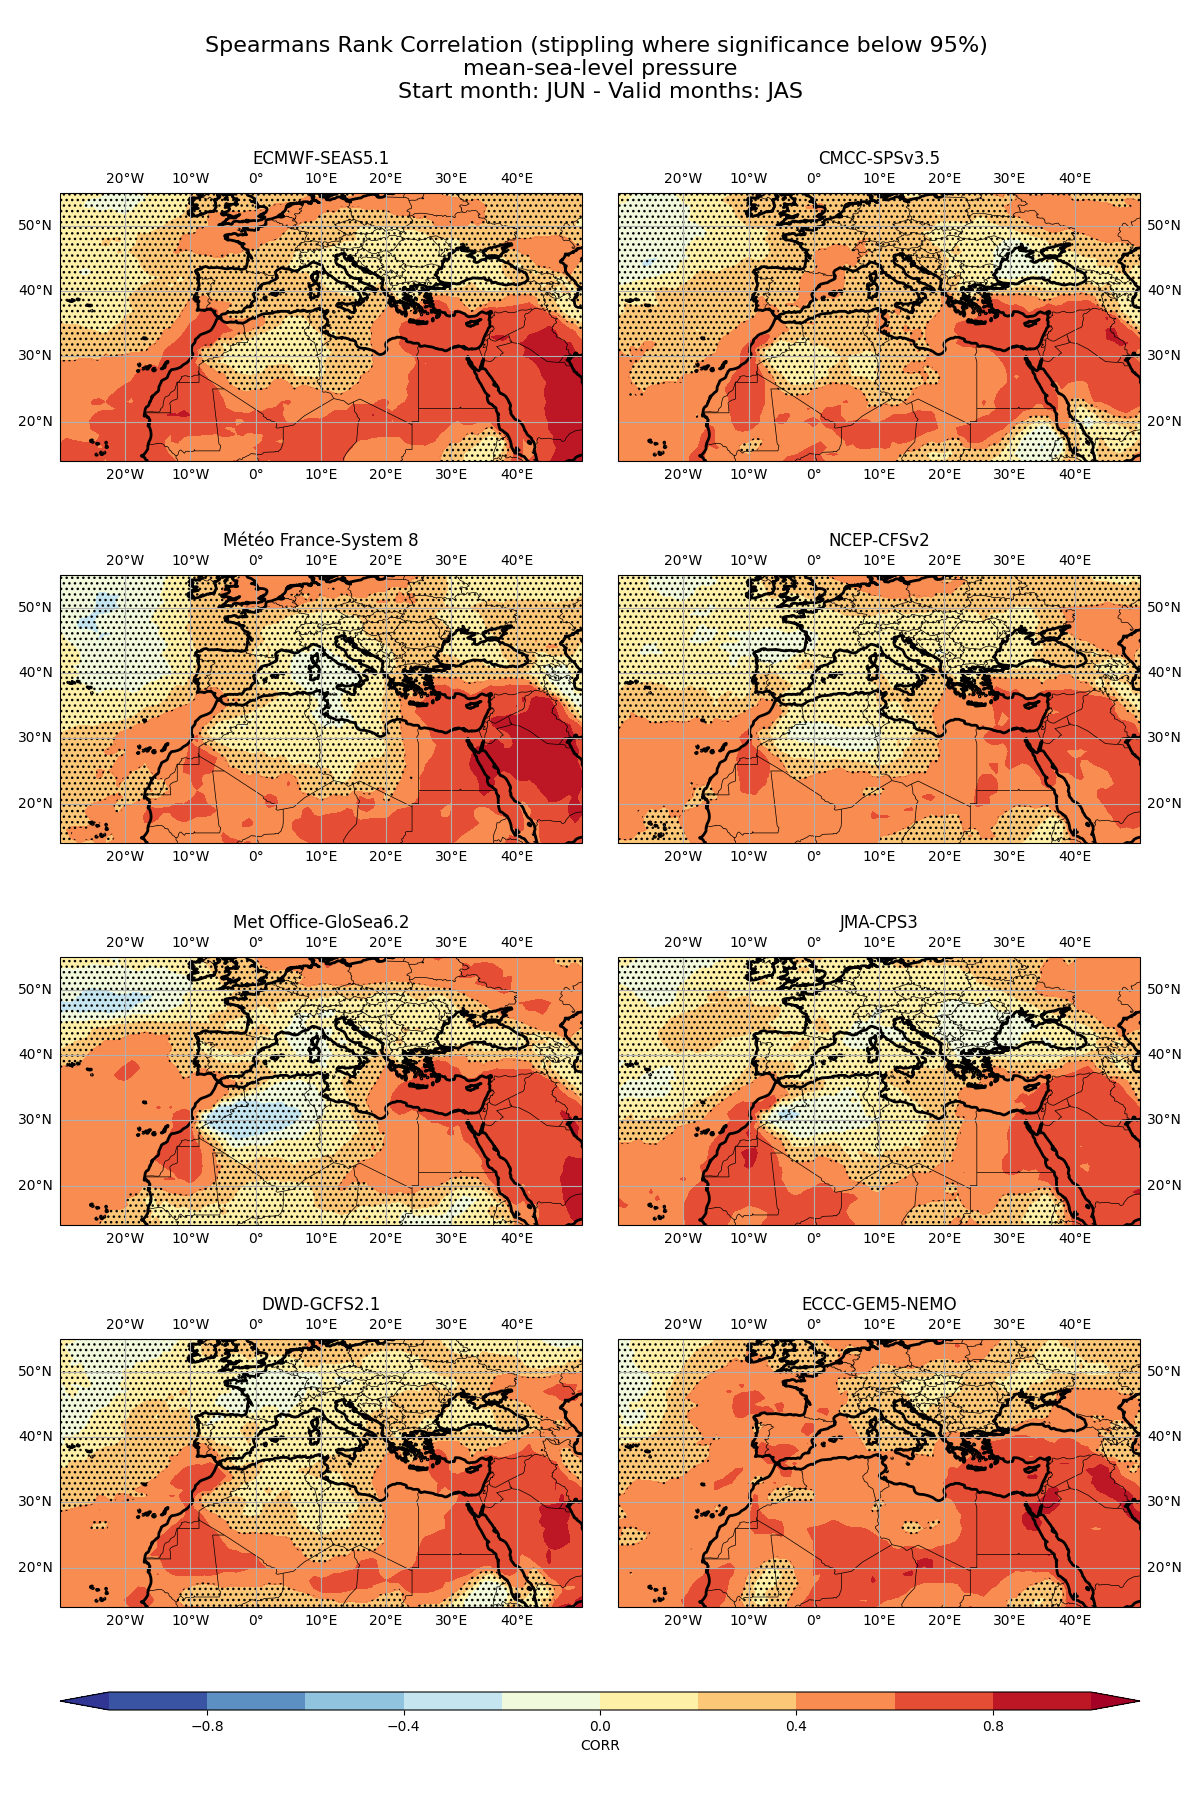 Spearmans Rank Correlation (stippling where significance below 95%)
mean-sea-level pressure
Start month: JUN - Valid months: JAS
ECMWF-SEAS5.1
20°W 10°W 0° 10°E 20°E 30°E 40°E
50°N
40°N
30°N
20°N
20°W 10°W 0° 10°E 20°E 30°E 40°E
CMCC-SPSv3.5
20°W 10°W 0° 10°E 20°E 30°E 40°E
50°N
40°N
30°N
20°N
20°W 10°W 0° 10°E 20°E 30°E 40°E
Météo France-System 8
20°W 10°W 0° 10°E 20°E 30°E 40°E
50°N
40°N
30°N
20°N
20°W 10°W 0° 10°E 20°E 30°E 40°E
NCEP-CFSv2
20°W 10°W 0° 10°E 20°E 30°E 40°E
50°N
40°N
30°N
20°N
20°W 10°W 0° 10°E 20°E 30°E 40°E
Met Office-GloSea6.2
20°W 10°W 0° 10°E 20°E 30°E 40°E
50°N
40°N
30°N
20°N
20°W 10°W 0° 10°E 20°E 30°E 40°E
JMA-CPS3
20°W 10°W 0° 10°E 20°E 30°E 40°E
50°N
40°N
30°N
20°N
20°W 10°W 0° 10°E 20°E 30°E 40°E
DWD-GCFS2.1
20°W 10°W 0° 10°E 20°E 30°E 40°E
50°N
40°N
30°N
20°N
20°W 10°W 0° 10°E 20°E 30°E 40°E
ECCC-GEM5-NEMO
20°W 10°W 0° 10°E 20°E 30°E 40°E
50°N
40°N
30°N
20°N
20°W 10°W 0° 10°E 20°E 30°E 40°E
−0.8 −0.4 0.0 0.4 0.8
CORR